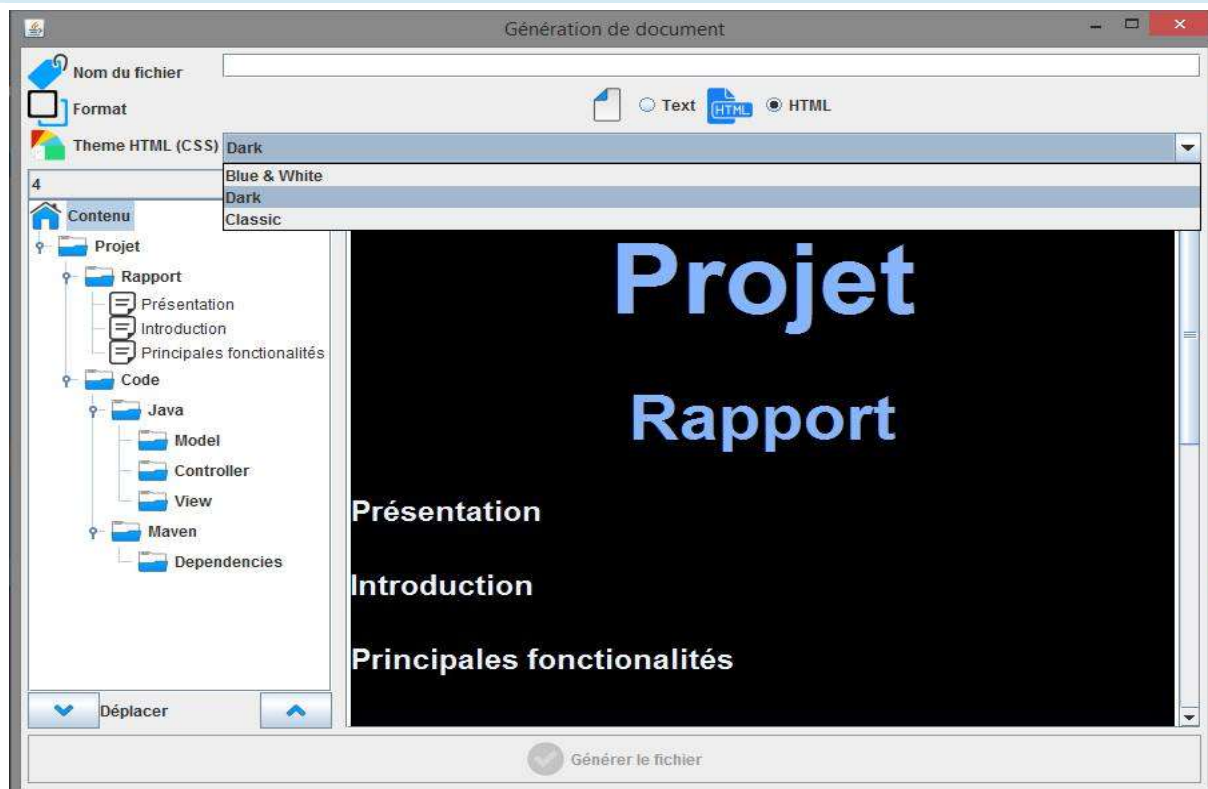 Génération de document
Nom du fichier
Format
Text
HTML
HTML
Theme HTML (CSS)
Dark
Blue & White
Dark
Classic
4
Contenu
Projet
Rapport
Présentation
Introduction
Principales fonctionalités
Code
Java
Model
Controller
View
Maven
Dependencies
Déplacer
Projet
Rapport
Présentation
Introduction
Principales fonctionalités
Générer le fichier